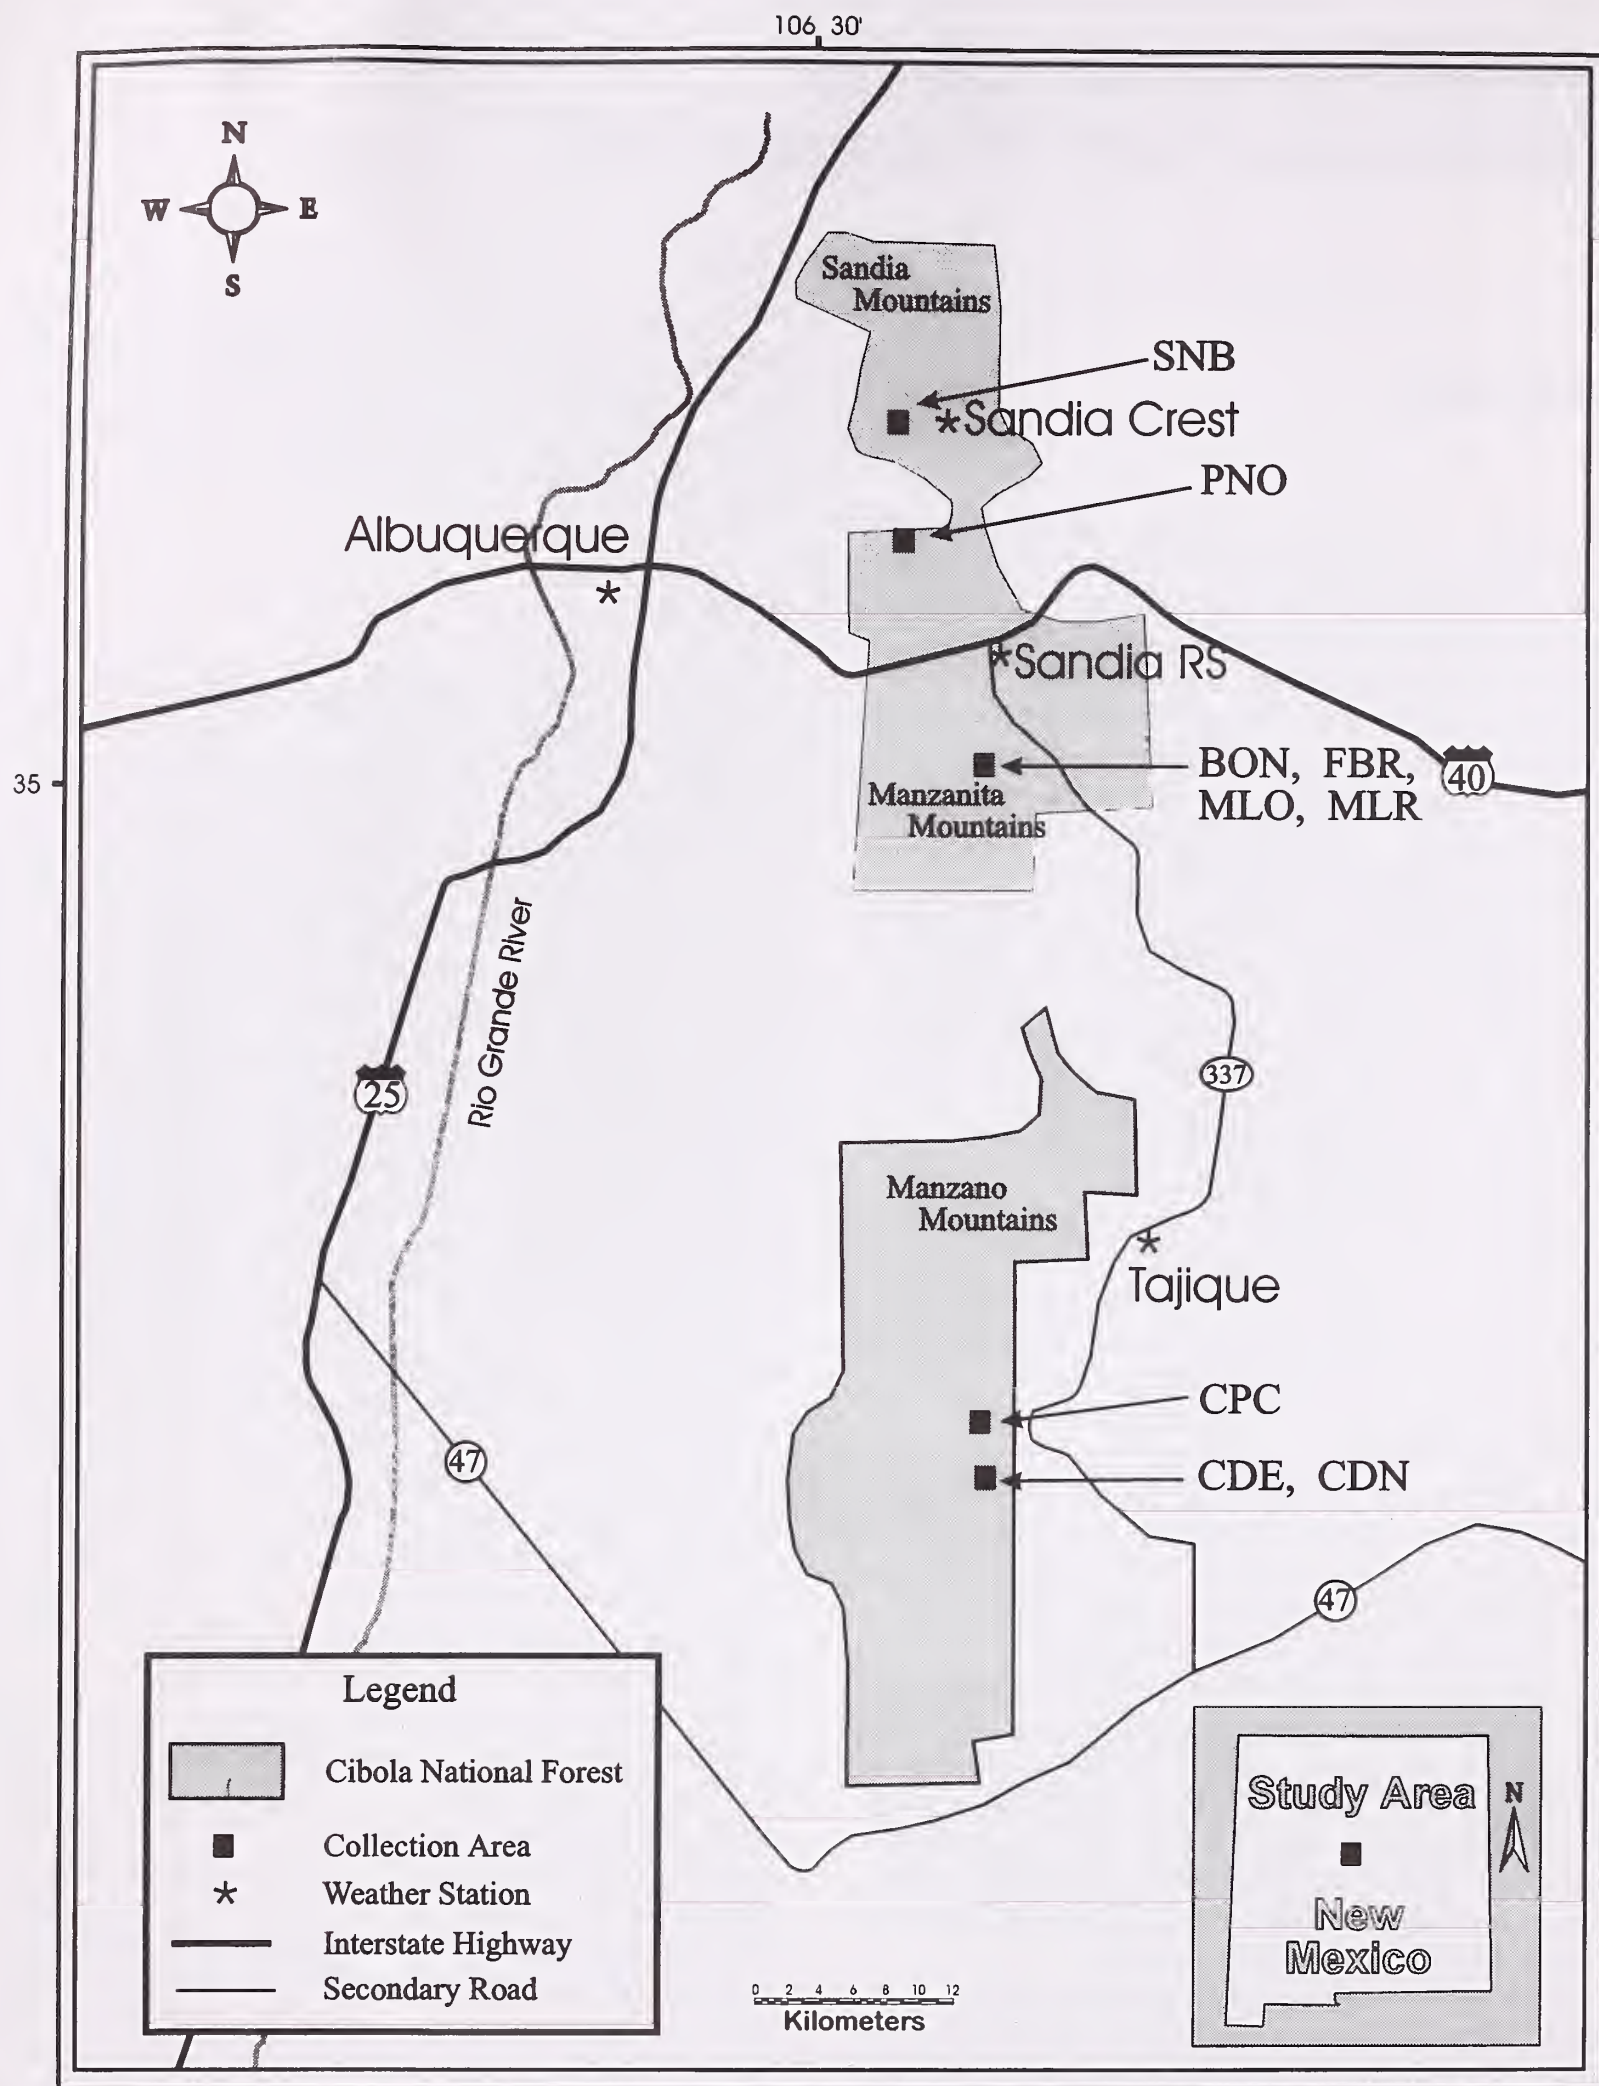 106 30'
N
W E
S
Sandia
Mountains
SNB
*Sandia Crest
PNO
Albuquerque
*
*Sandia RS
35
BON, FBR,
MLO, MLR
40
Manzanita
Mountains
Rio Grande River
25
337
Manzano
Mountains
*
Tajique
CPC
47
CDE, CDN
47
Legend
Cibola National Forest
Collection Area
* Weather Station
Interstate Highway
Secondary Road
0 2 4 6 8 10 12
Kilometers
Study Area
N
New
Mexico